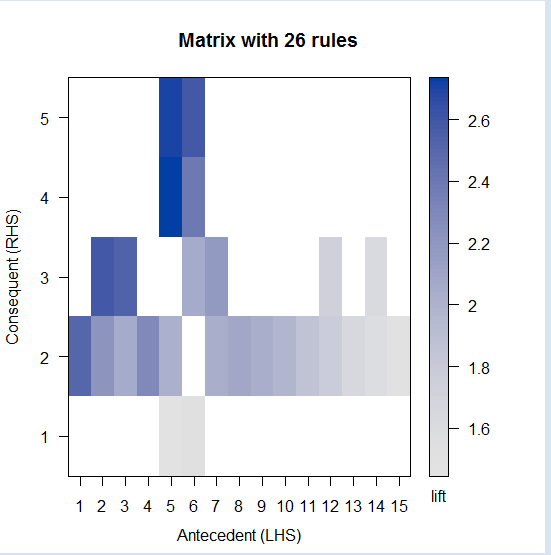 Matrix with 26 rules
Consequent (RHS)
5
4
3
2
1
1 2 3 4 5 6 7 8 9 10 11 12 13 14 15
Antecedent (LHS)
2.6
2.4
2.2
2
1.8
1.6
lift